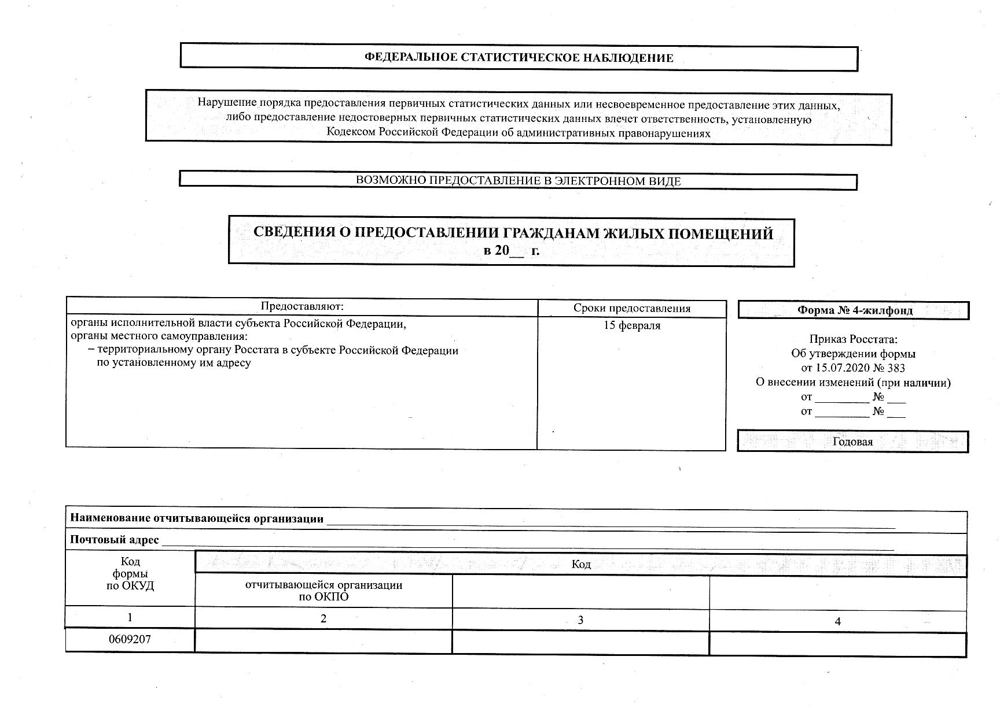 ФЕДЕРАЛЬНОЕ СТАТИСТИЧЕСКОЕ НАБЛЮДЕНИЕ
Нарушение порядка предоставления первичных статистических данных или несвоевременное предоставление этих данных,
либо предоставление недостоверных первичных статистических данных влечет ответственность, установленную
Кодексом Российской Федерации об административных правонарушениях
ВОЗМОЖНО ПРЕДОСТАВЛЕНИЕ В ЭЛЕКТРОННОМ ВИДЕ
СВЕДЕНИЯ О ПРЕДОСТАВЛЕНИИ ГРАЖДАНАМ ЖИЛЫХ ПОМЕЩЕНИЙ
в 20__ г.
Предоставляют:
Сроки предоставления
органы исполнительной власти субъекта Российской Федерации,
органы местного самоуправления:
– территориальному органу Росстата в субъекте Российской Федерации
по установленному им адресу
15 февраля
Форма № 4-жилфонд
Приказ Росстата:
Об утверждении формы
от 15.07.2020 № 383
О внесении изменений (при наличии)
от _________ № ___
от _________ № ___
Годовая
Наименование отчитывающейся организации
Почтовый адрес
Код
формы
по ОКУД
Код
отчитывающейся организации
по ОКПО
1
2
3
4
0609207